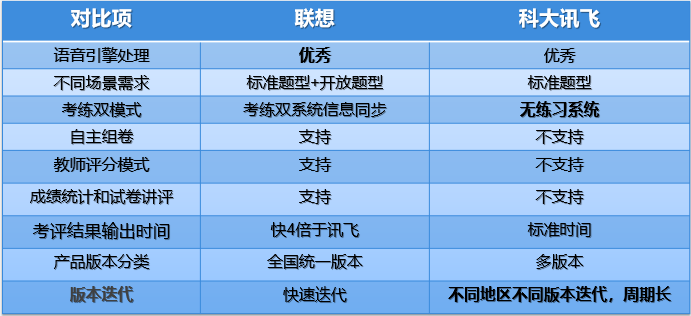 对比项 联想 科大讯飞
语音引擎处理 优秀 优秀
不同场景需求 标准题型+开放题型 标准题型
考练双模式 考练双系统信息同步 无练习系统
自主组卷 支持 不支持
教师评分模式 支持 不支持
成绩统计和试卷讲评 支持 不支持
考评结果输出时间 快4倍于讯飞 标准时间
产品版本分类 全国统一版本 多版本
版本迭代 快速迭代 不同地区不同版本迭代，周期长